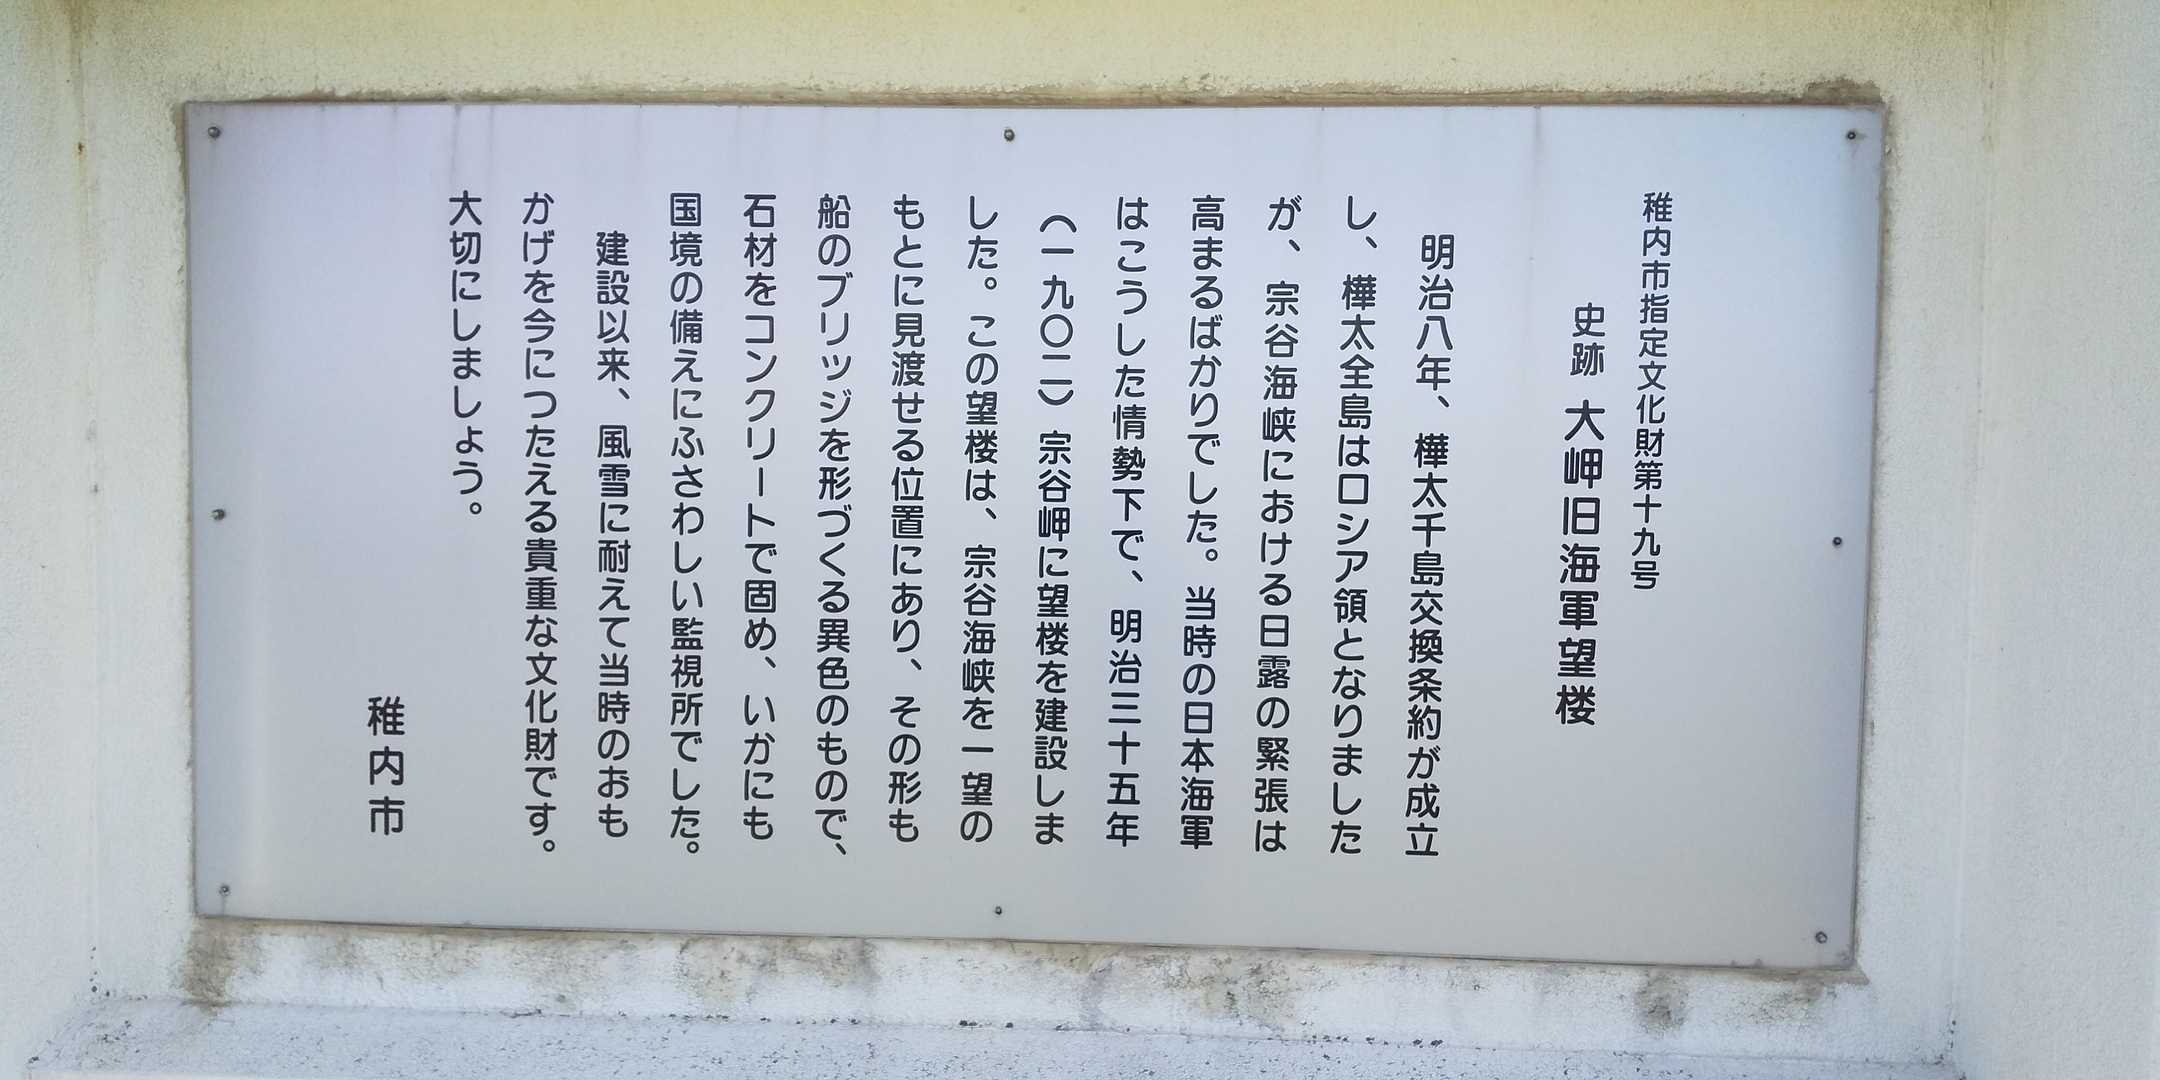 稚内市指定文化財第十九号
史跡 大岬旧海軍望楼
明治八年、樺太千島交換条約が成立
し、樺太全島はロシア領となりました
が、宗谷海峡における日露の緊張は
高まるばかりでした。当時の日本海軍
はこうした情勢下で、明治三十五年
（一九〇二）宗谷岬に望楼を建設しま
した。この望楼は、宗谷海峡を一望の
もとに見渡せる位置にあり、その形も
船のブリッジを形づくる異色のもので、
石材をコンクリートで固め、いかにも
国境の備えにふさわしい監視所でした。
建設以来、風雪に耐えて当時のおも
かげを今につたえる貴重な文化財です。
大切にしましょう。
稚内市